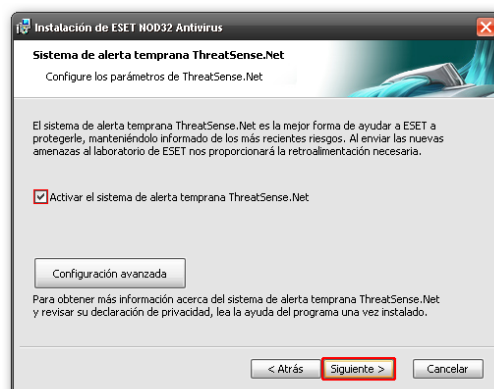 Instalación de ESET NOD32 Antivirus
Sistema de alerta temprana ThreatSense.Net
Configure los parámetros de ThreatSense.Net
El sistema de alerta temprana ThreatSense.Net es la mejor forma de ayudar a ESET a
protegerle, manteniéndolo informado de los más recientes riesgos. Al enviar las nuevas
amenazas al laboratorio de ESET nos proporcionará la retroalimentación necesaria.
Activar el sistema de alerta temprana ThreatSense.Net
Configuración avanzada
Para obtener más información acerca del sistema de alerta temprana ThreatSense.Net
y revisar su declaración de privacidad, lea la ayuda del programa una vez instalado.
< Atrás Siguiente > Cancelar